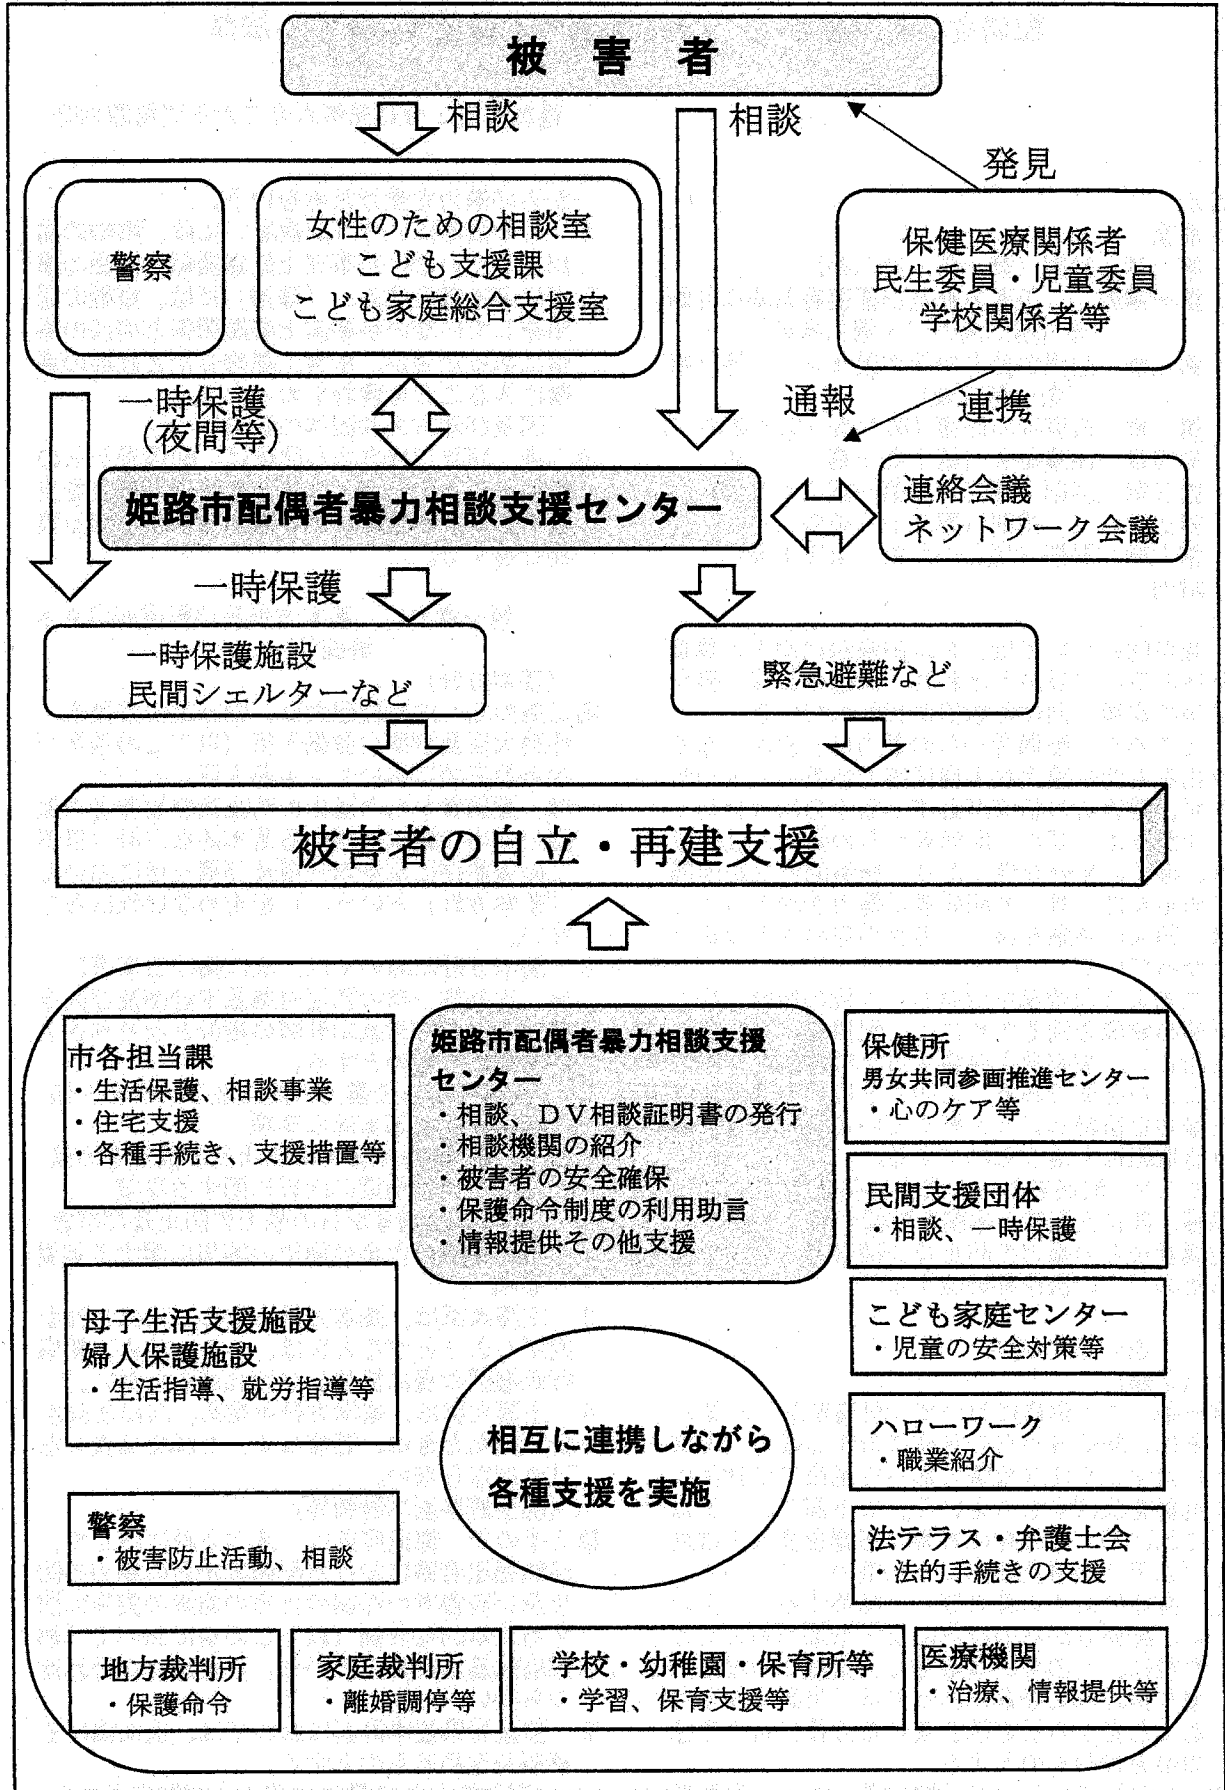 被害者
相談
相談
発見
警察
女性のための相談室
こども支援課
こども家庭総合支援室
保健医療関係者
民生委員・児童委員
学校関係者等
一時保護
(夜間等)
通報
連携
姫路市配偶者暴力相談支援センター
連絡会議
ネットワーク会議
一時保護
一時保護施設
民間シェルターなど
緊急避難など
被害者の自立・再建支援
市各担当課
・生活保護、相談事業
・住宅支援
・各種手続き、支援措置等
姫路市配偶者暴力相談支援
センター
・相談、DV相談証明書の発行
・相談機関の紹介
・被害者の安全確保
・保護命令制度の利用助言
・情報提供その他支援
保健所
男女共同参画推進センター
・心のケア等
民間支援団体
・相談、一時保護
母子生活支援施設
婦人保護施設
・生活指導、就労指導等
こども家庭センター
・児童の安全対策等
相互に連携しながら
各種支援を実施
ハローワーク
・職業紹介
警察
・被害防止活動、相談
法テラス・弁護士会
・法的手続きの支援
地方裁判所
・保護命令
家庭裁判所
・離婚調停等
学校・幼稚園・保育所等
・学習、保育支援等
医療機関
・治療、情報提供等